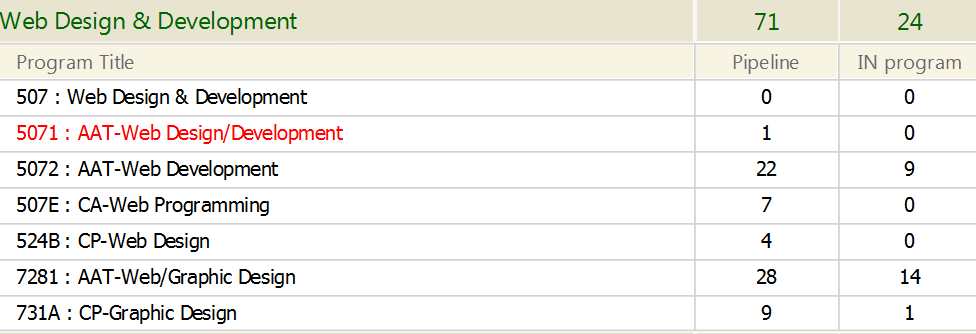 Web Design & Development 71 24
Program Title Pipeline IN program
507 : Web Design & Development 0 0
5071 : AAT-Web Design/Development 1 0
5072 : AAT-Web Development 22 9
507E : CA-Web Programming 7 0
524B : CP-Web Design 4 0
7281 : AAT-Web/Graphic Design 28 14
731A : CP-Graphic Design 9 1